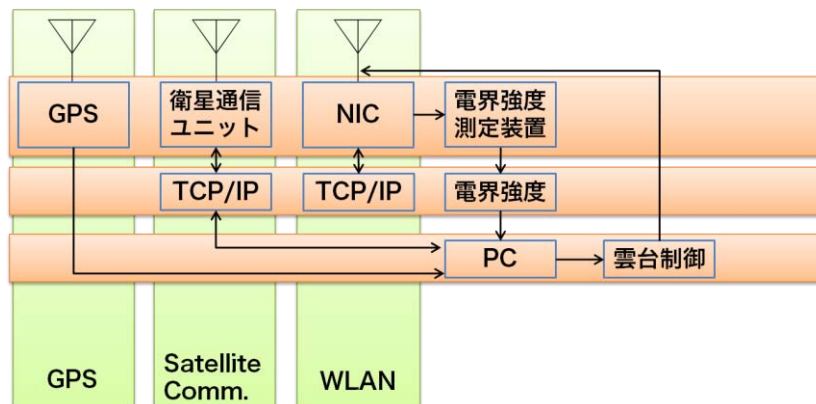 GPS
衛星通信
ユニット
NIC
電界強度
測定装置
TCP/IP
TCP/IP
電界強度
PC
雲台制御
GPS
Satellite
Comm.
WLAN